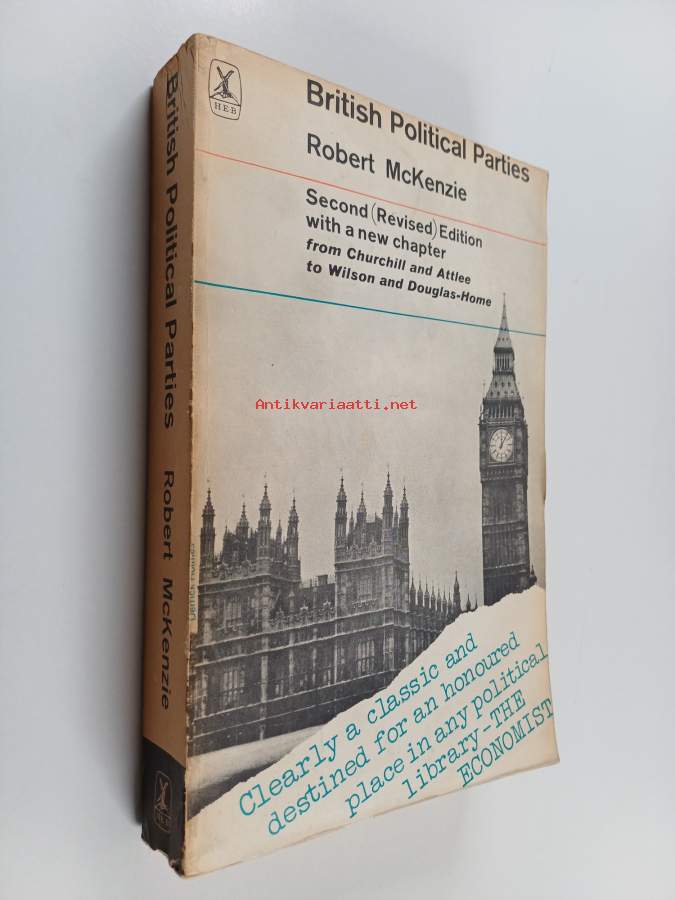 HEB
British Political Parties
Robert McKenzie
Second (Revised) Edition
with a new chapter
from Churchill and Attlee
to Wilson and Douglas-Home
Antikvariaatti.net
Clearly a classic and
destined for an honoured
place in any political
library-THE
ECONOMIST
British Political Parties Robert McKenzie
HEB